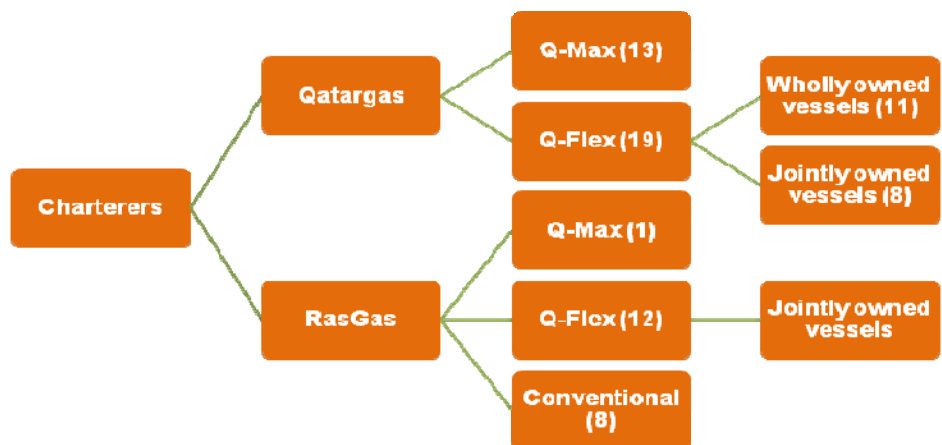 Charterers
Qatargas
RasGas
Q-Max (13)
Q-Flex (19)
Q-Max (1)
Q-Flex (12)
Conventional
(8)
Wholly owned
vessels (11)
Jointly owned
vessels (8)
Jointly owned
vessels